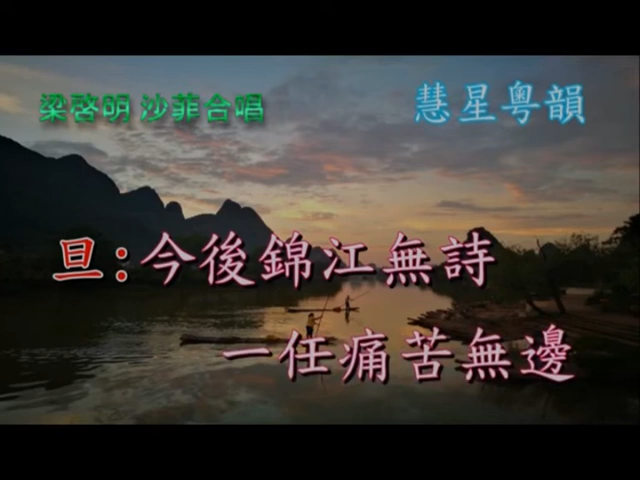 梁啓明 沙菲合唱
慧星粵韻
旦:今後錦江無詩
一任痛苦無邊